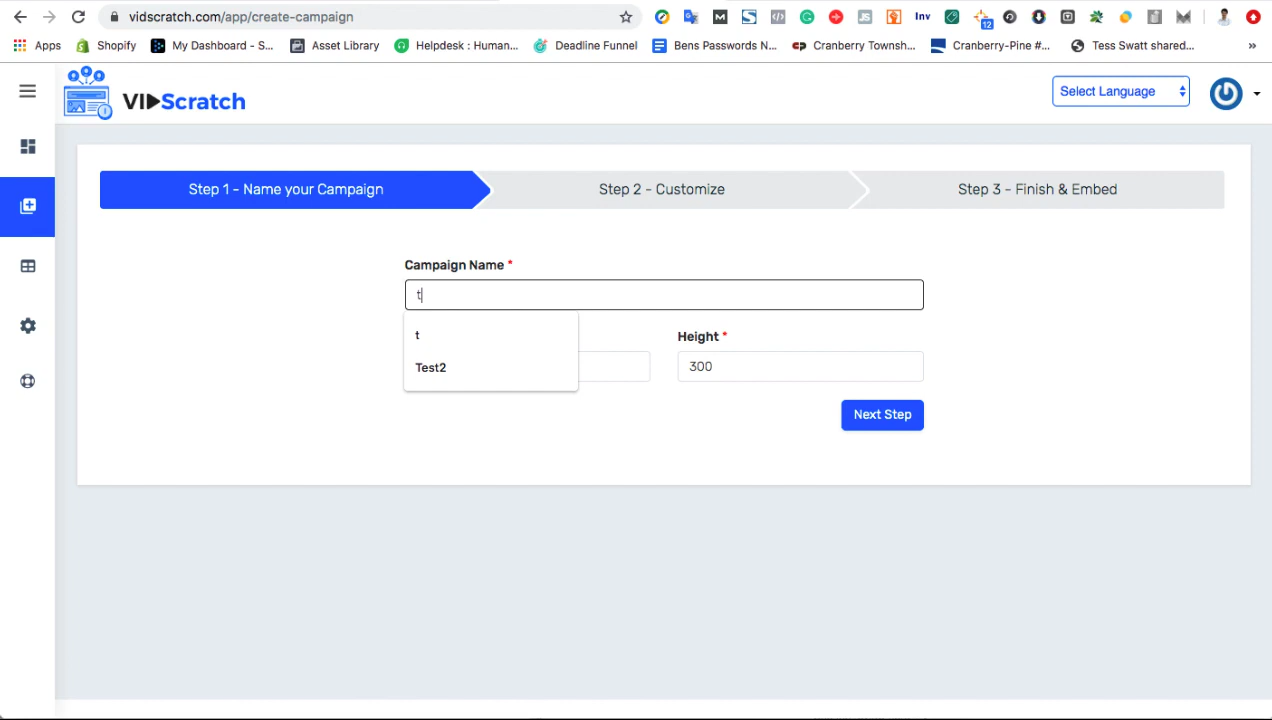 vidscratch.com/app/create-campaign
Inv
12
Apps Shopify My Dashboard - S... Asset Library Helpdesk : Human... Deadline Funnel Bens Passwords N... Cranberry Townsh... Cranberry-Pine #... Tess Swatt shared... »
VIDScratch
Select Language
Step 1 - Name your Campaign Step 2 - Customize Step 3 - Finish & Embed
Campaign Name *
t
t
Test2
Height *
300
Next Step